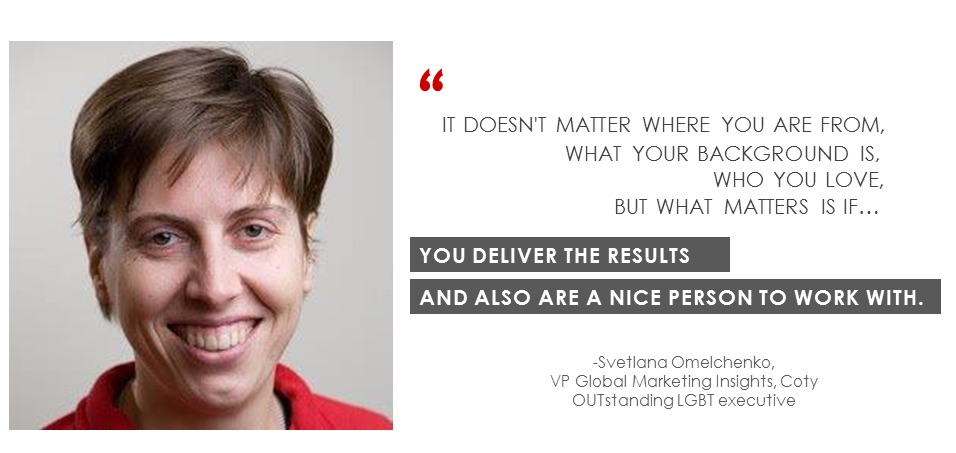 “
IT DOESN'T MATTER WHERE YOU ARE FROM,
WHAT YOUR BACKGROUND IS,
WHO YOU LOVE,
BUT WHAT MATTERS IS IF...
YOU DELIVER THE RESULTS
AND ALSO ARE A NICE PERSON TO WORK WITH.
-Svetlana Omelchenko,
VP Global Marketing Insights, Coty
OUTstanding LGBT executive